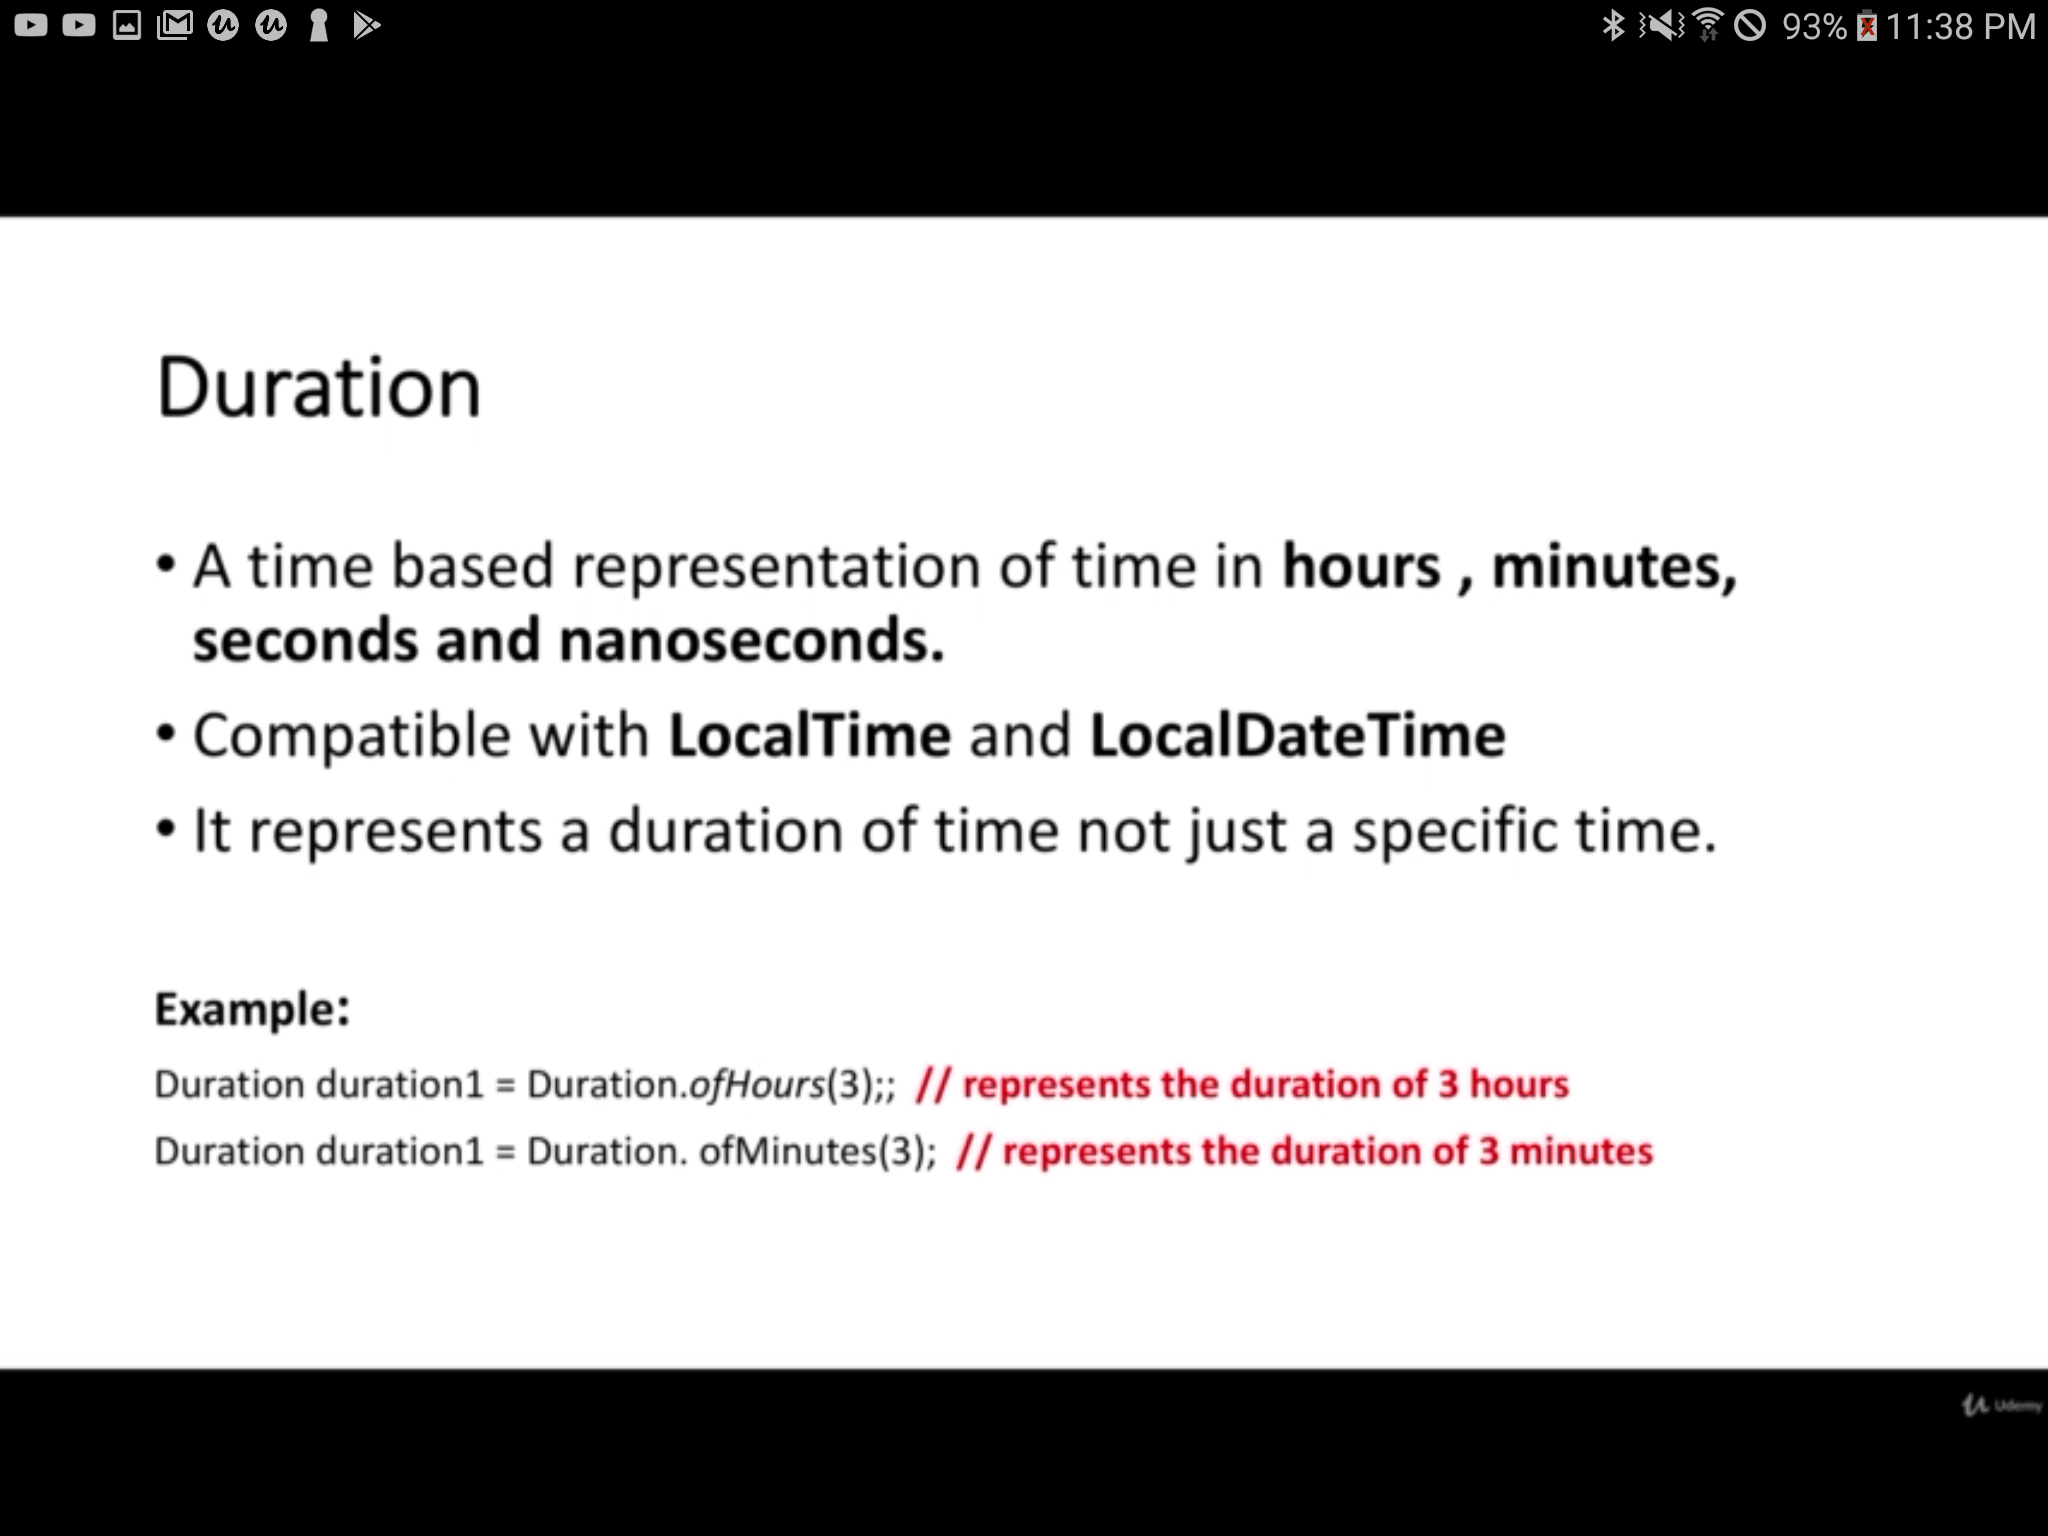 93% 11:38 PM
Duration
• A time based representation of time in hours , minutes,
seconds and nanoseconds.
• Compatible with LocalTime and LocalDateTime
• It represents a duration of time not just a specific time.
Example:
Duration duration1 = Duration.ofHours(3);; // represents the duration of 3 hours
Duration duration1 = Duration. ofMinutes(3); // represents the duration of 3 minutes
Udemy